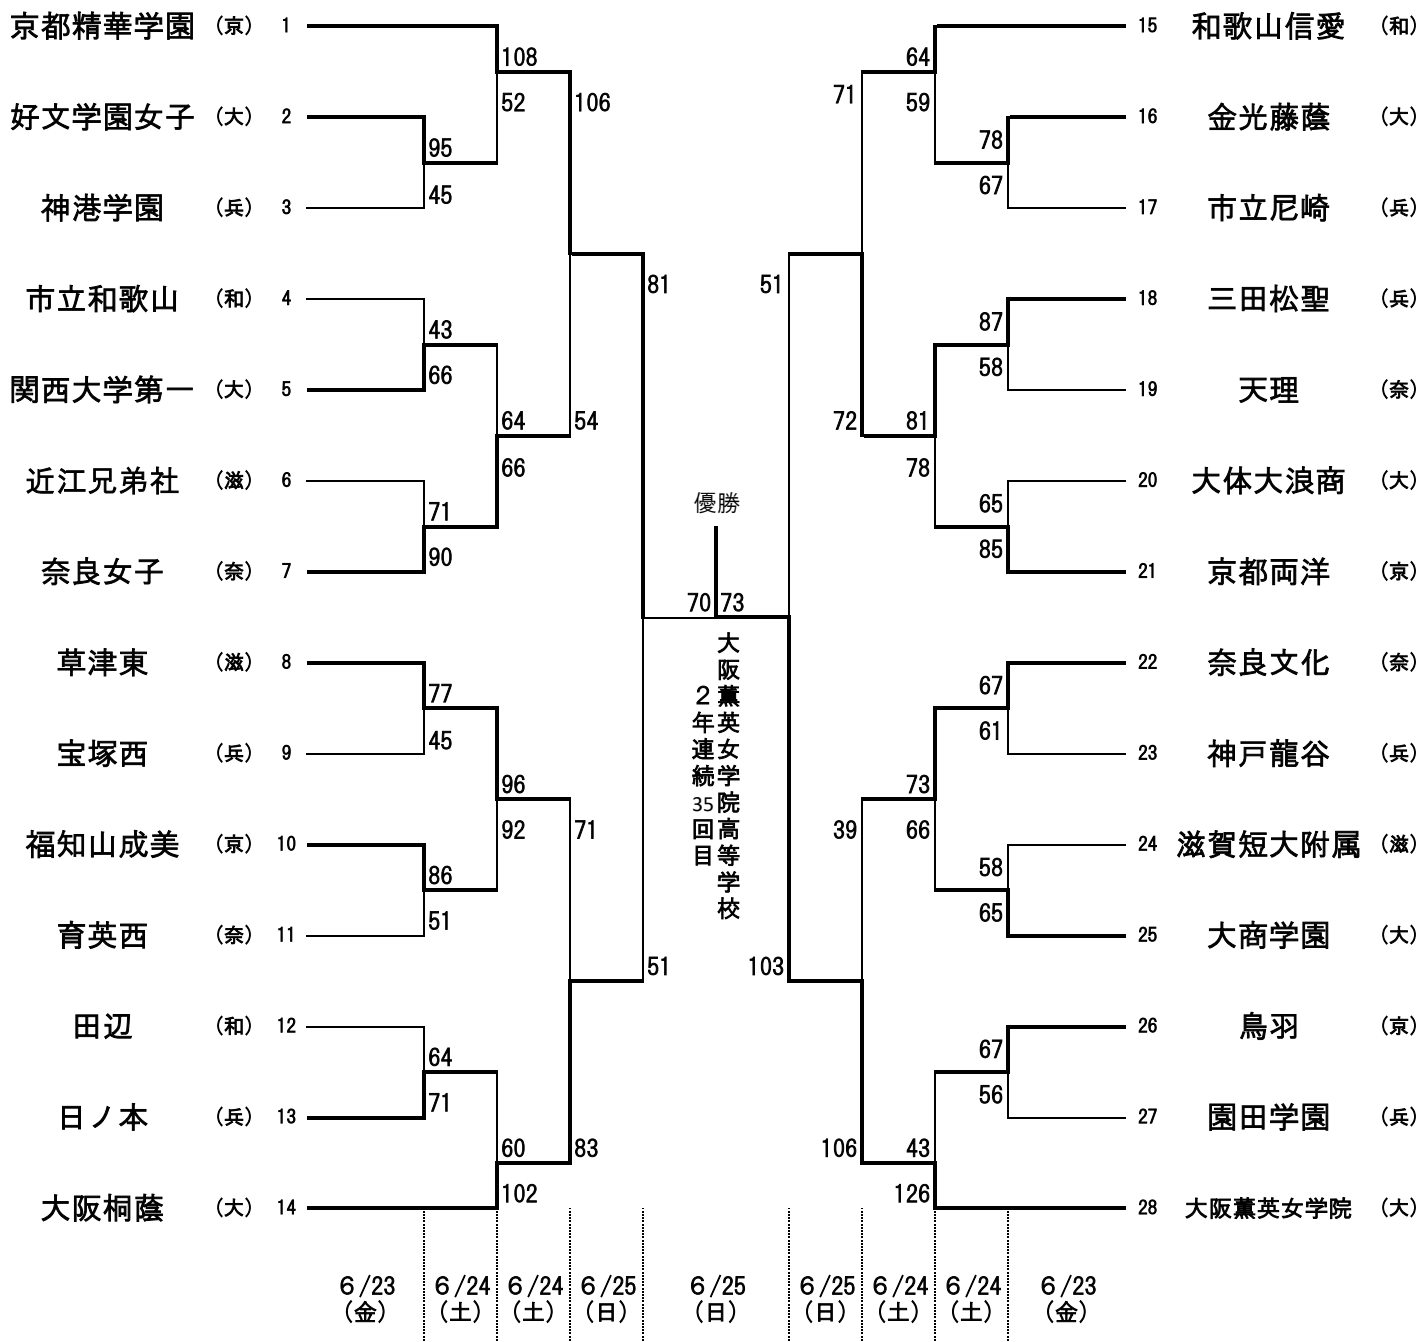 京都精華学園 （京） 1
108
52
106
好文学園女子 （大） 2
95
45
神港学園 （兵） 3
81
市立和歌山 （和） 4
43
66
関西大学第一 （大） 5
64
54
66
近江兄弟社 （滋） 6
71
90
奈良女子 （奈） 7
草津東 （滋） 8
77
45
宝塚西 （兵） 9
96
92
71
福知山成美 （京） 10
86
51
育英西 （奈） 11
51
田辺 （和） 12
64
71
日ノ本 （兵） 13
60
83
102
大阪桐蔭 （大） 14
優勝
70 73
大阪薫英女学院高等学校
２年連続35回目
15 和歌山信愛 （和）
64
71
59
16 金光藤蔭 （大）
78
67
17 市立尼崎 （兵）
51
18 三田松聖 （兵）
87
58
19 天理 （奈）
72
81
78
20 大体大浪商 （大）
65
85
21 京都両洋 （京）
22 奈良文化 （奈）
67
61
23 神戸龍谷 （兵）
73
39
66
24 滋賀短大附属 （滋）
58
65
25 大商学園 （大）
103
26 鳥羽 （京）
67
56
27 園田学園 （兵）
106
43
126
28 大阪薫英女学院 （大）
６/23 ６/24 ６/24 ６/25 ６/25 ６/25 ６/24 ６/24 ６/23
（金） （土） （土） （日） （日） （日） （土） （土） （金）